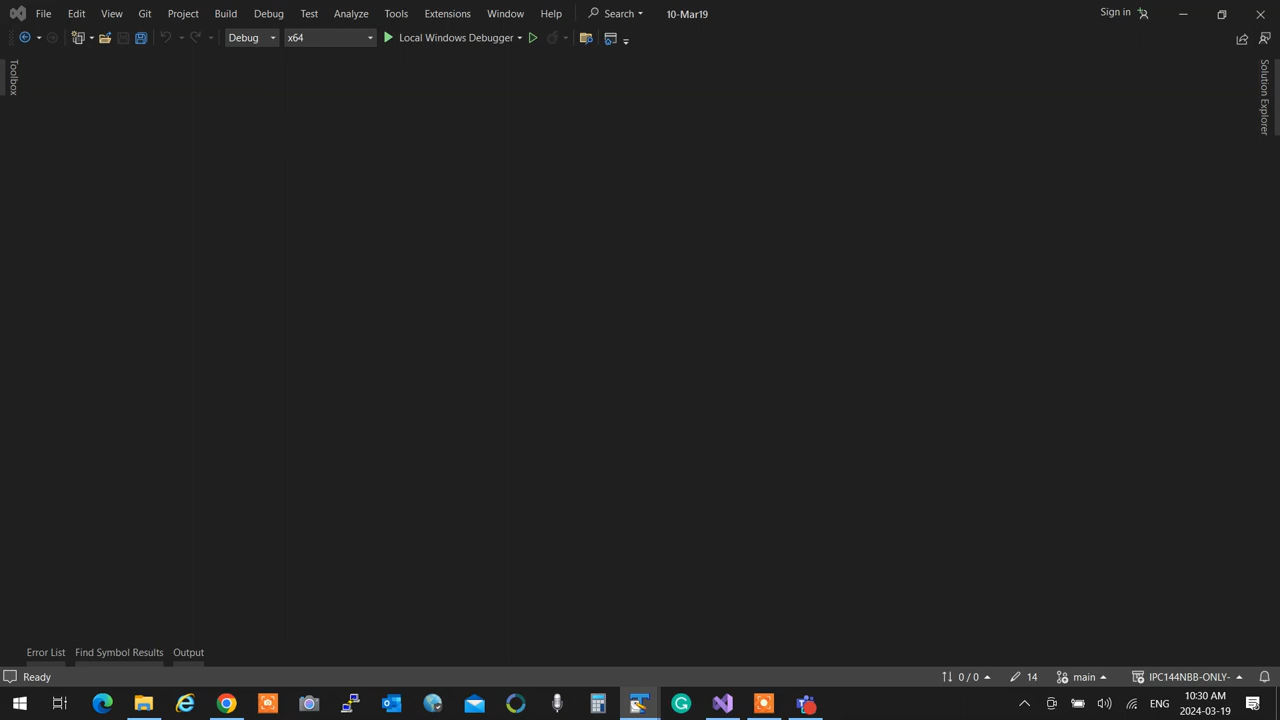 File Edit View Git Project Build Debug Test Analyze Tools Extensions Window Help Search 10-Mar19 Sign in
Debug x64 Local Windows Debugger
Toolbox
Solution Explorer
Error List Find Symbol Results Output
Ready 0 / 0 14 main IPC144NBB-ONLY-
10:30 AM
ENG
2024-03-19